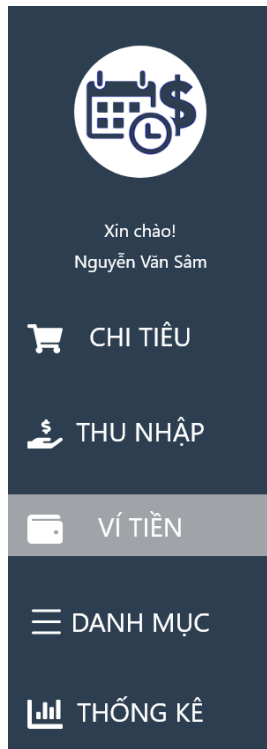 Xin chào!
Nguyễn Văn Sâm
CHI TIÊU
THU NHẬP
VÍ TIỀN
DANH MỤC
THỐNG KÊ